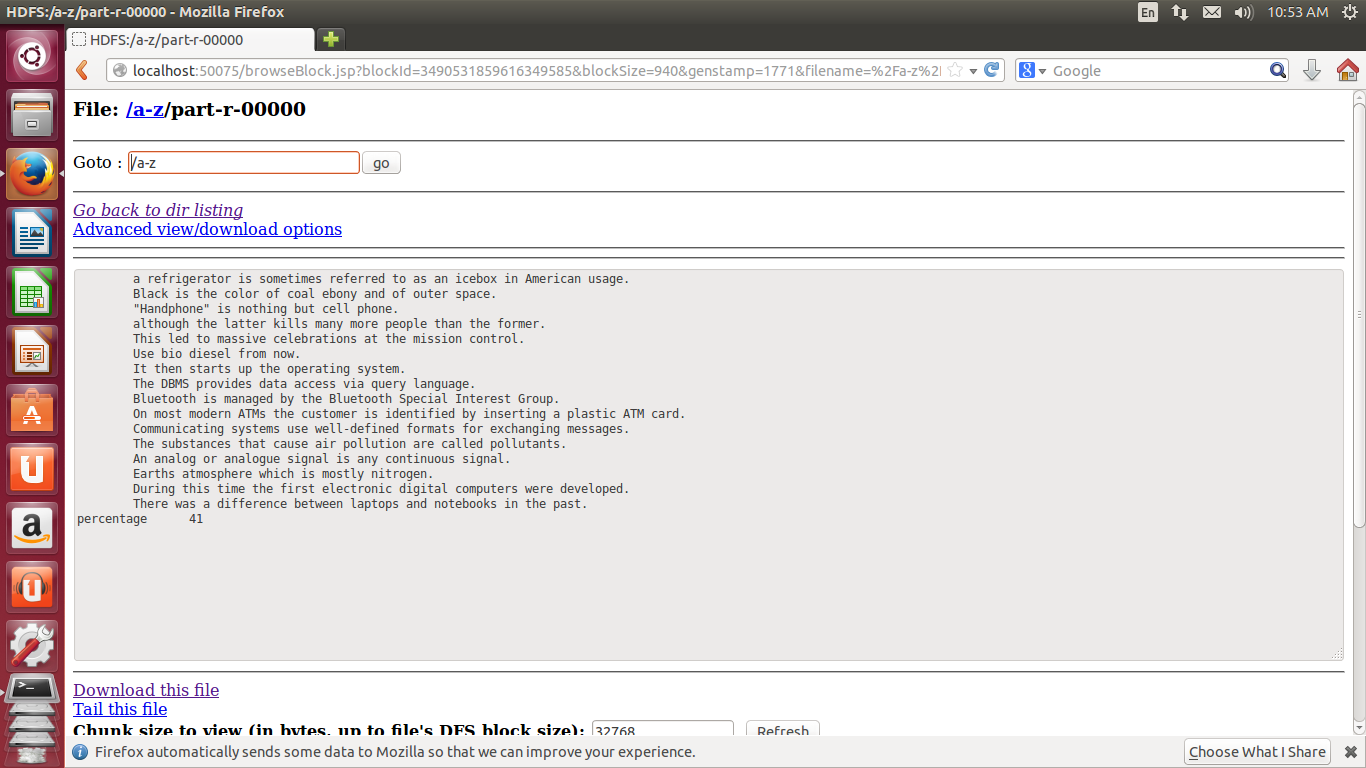 HDFS:/a-z/part-r-00000 - Mozilla Firefox
En
10:53 AM
HDFS:/a-z/part-r-00000
localhost:50075/browseBlock.jsp?blockId=3490531859616349585&blockSize=940&genstamp=1771&filename=%2Fa-z%2
Google
File: /a-z/part-r-00000
Goto : /a-z go
Go back to dir listing
Advanced view/download options
a refrigerator is sometimes referred to as an icebox in American usage.
Black is the color of coal ebony and of outer space.
"Handphone" is nothing but cell phone.
although the latter kills many more people than the former.
This led to massive celebrations at the mission control.
Use bio diesel from now.
It then starts up the operating system.
The DBMS provides data access via query language.
Bluetooth is managed by the Bluetooth Special Interest Group.
On most modern ATMs the customer is identified by inserting a plastic ATM card.
Communicating systems use well-defined formats for exchanging messages.
The substances that cause air pollution are called pollutants.
An analog or analogue signal is any continuous signal.
Earths atmosphere which is mostly nitrogen.
During this time the first electronic digital computers were developed.
There was a difference between laptops and notebooks in the past.
percentage 41
Download this file
Tail this file
Chunk size to view (in bytes, up to file's DFS block size): 32768 Refresh
Firefox automatically sends some data to Mozilla so that we can improve your experience.
Choose What I Share